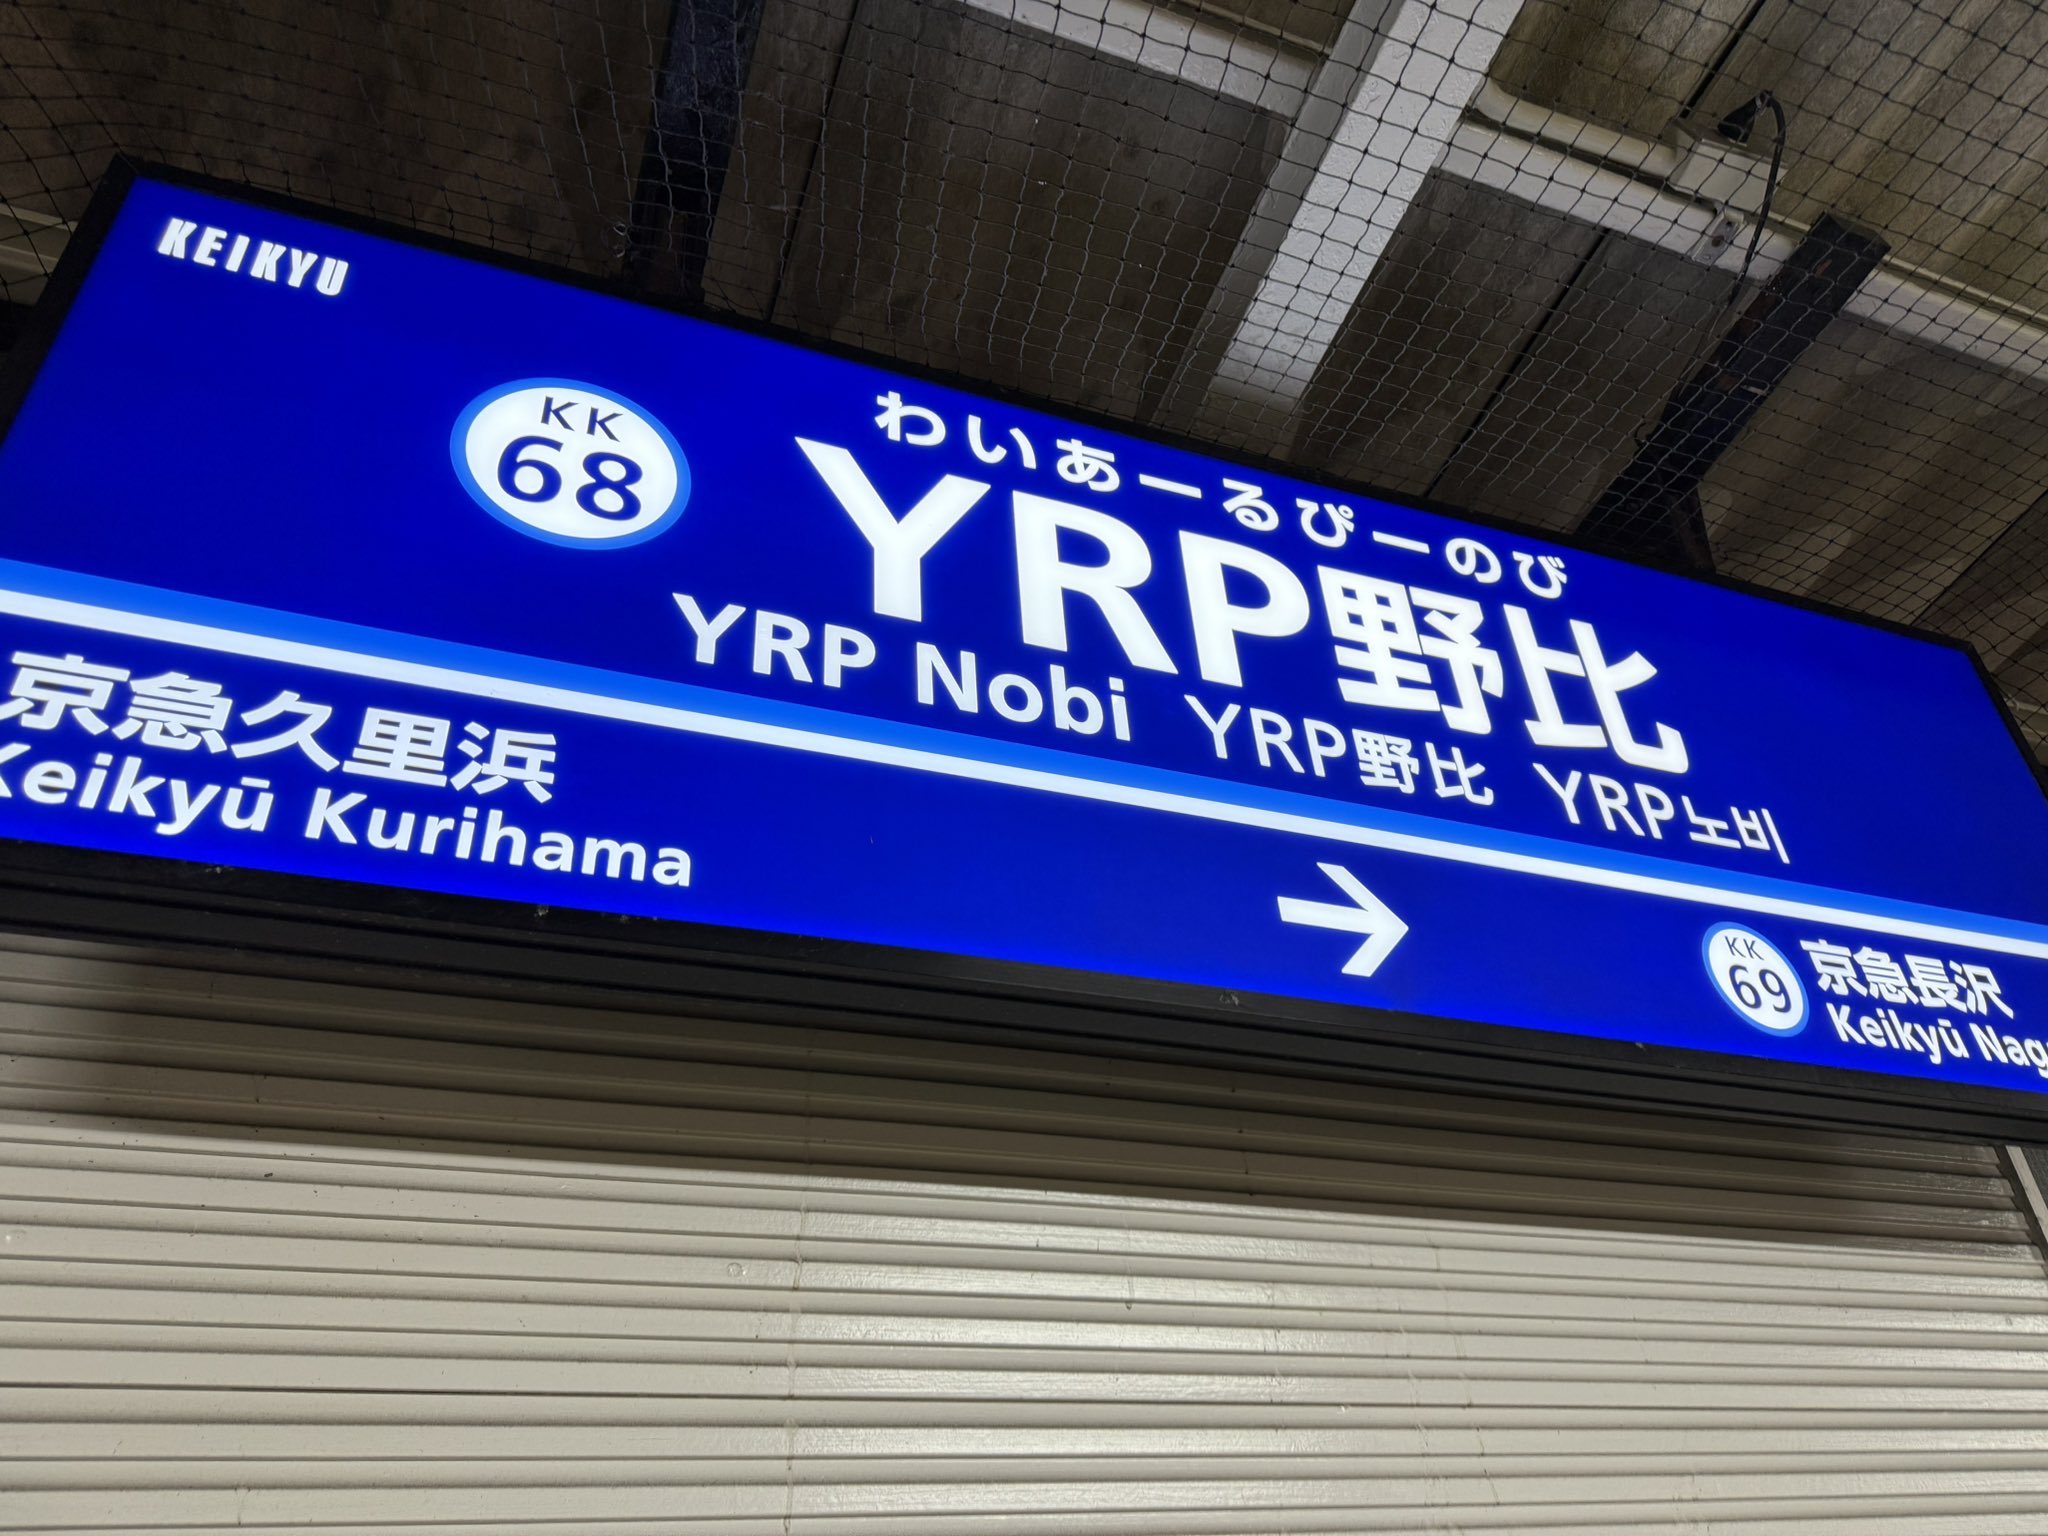 KEIKYU
わいあーるぴーのび
KK
68
YRP野比
YRP Nobi YRP野比 YRP노비
京急久里浜
Keikyū Kurihama
→
KK
69
京急長沢
Keikyū